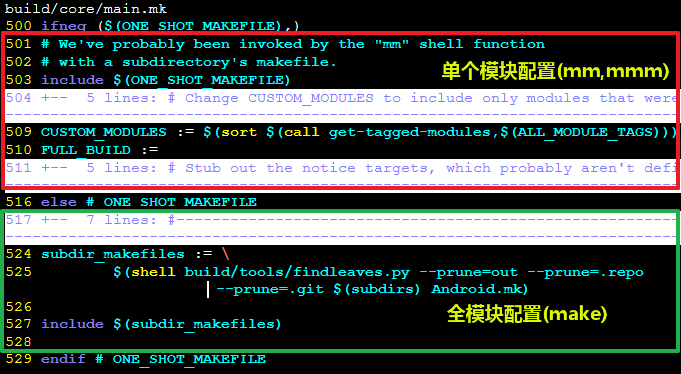 build/core/main.mk
500 ifneq ($(ONE_SHOT_MAKEFILE),)
501 # We've probably been invoked by the "mm" shell function
502 # with a subdirectory's makefile.
503 include $(ONE_SHOT_MAKEFILE)
单个模块配置(mm,mmm)
504 +-- 5 lines: # Change CUSTOM_MODULES to include only modules that were
509 CUSTOM_MODULES := $(sort $(call get-tagged-modules,$(ALL_MODULE_TAGS)))
510 FULL_BUILD :=
511 +-- 5 lines: # Stub out the notice targets, which probably aren't defi
516 else # ONE_SHOT_MAKEFILE
517 +-- 7 lines: #---------------------------------------------------------
524 subdir_makefiles := \
525 $(shell build/tools/findleaves.py --prune=out --prune=.repo
--prune=.git $(subdirs) Android.mk)
526
全模块配置(make)
527 include $(subdir_makefiles)
528
529 endif # ONE_SHOT_MAKEFILE